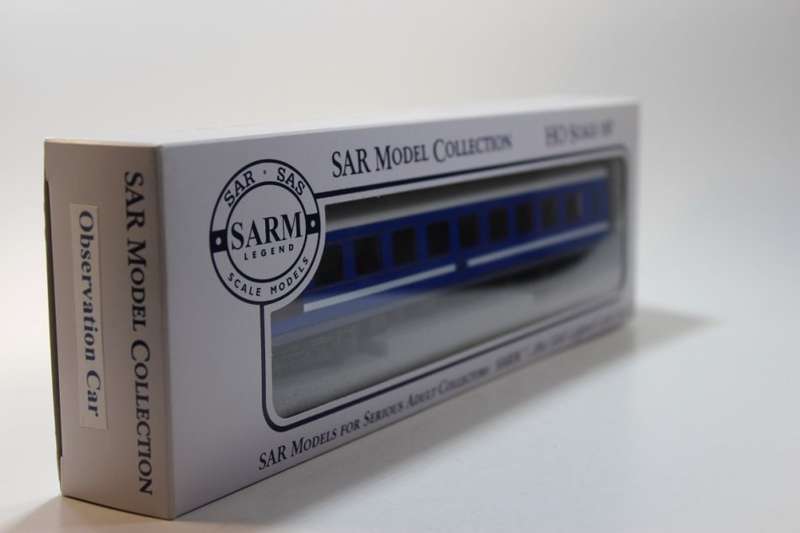 SAR MODEL COLLECTION
HO SCALE
SAR • SAS
SARM
LEGEND
SCALE MODELS
SAR MODEL COLLECTION
Observation Car
SAR MODELS FOR SERIOUS ADULT COLLECTORS